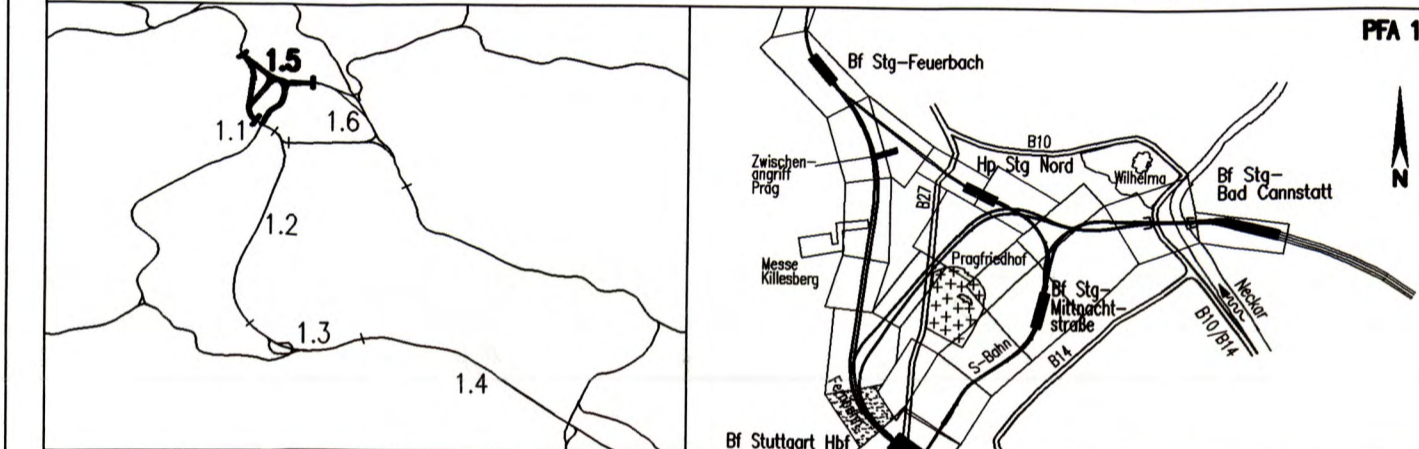 1.5
1.1
1.6
1.2
1.3
1.4
PFA 1
Bf Stg-Feuerbach
B10
Zwischen-
angriff
Prag
Hp Stg Nord
Wilhelma
Bf Stg-
Bad Cannstatt
B27
Messe
Killesberg
Pragfriedhof
Bf Stg-
Mittnacht-
straße
Neckar
B10/B14
S-Bahn
B14
Bf Stuttgart Hbf